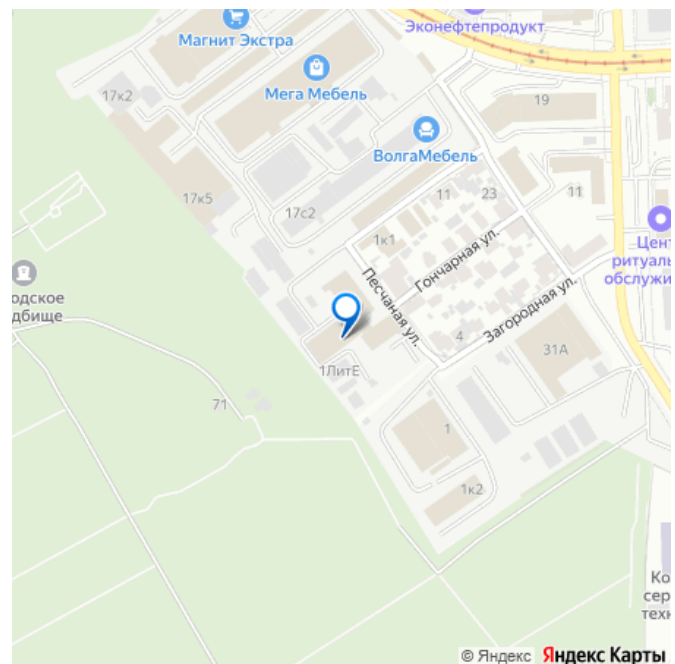 Эконефтепродукт
Магнит Экстра
Мега Мебель
17к2
19
ВолгаМебель
17к5
11
23
11
17с2
1к1
Гончарная ул.
Песчаная ул.
Загородная ул.
Цент
ритуаль
обслужи
одское
дбище
4
31А
1ЛитЕ
71
1
1к2
Ко
сер
техн
© Яндекс Яндекс Карты